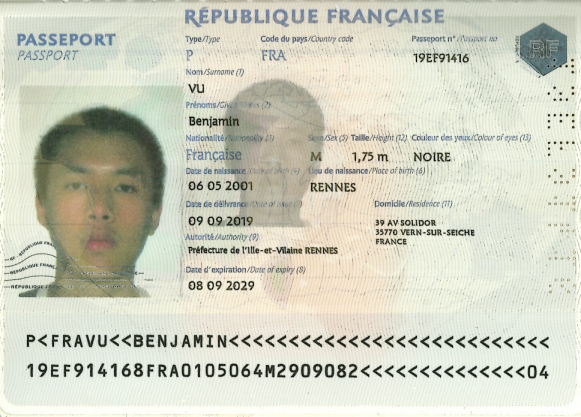 RÉPUBLIQUE FRANÇAISE
PASSEPORT
PASSPORT
Type/Type Code du pays/Country code Passeport n°/Passport no
P FRA 19EF91416
Nom/Surname (1)
VU
Prénoms/Given names (2)
Benjamin
Nationalité/Nationality (3) Sexe/Sex (5) Taille/Height (12) Couleur des yeux/Colour of eyes (13)
Française M 1,75 m NOIRE
Date de naissance/Date of birth (4) Lieu de naissance/Place of birth (6)
06 05 2001 RENNES
Date de délivrance/Date of issue (7) Domicile/Residence (11)
09 09 2019 39 AV SOLIDOR
35770 VERN-SUR-SEICHE
FRANCE
Autorité/Authority (9)
Préfecture de l'Ille-et-Vilaine RENNES
Date d'expiration/Date of expiry (8)
08 09 2029
RF
P<FRAVU<<BENJAMIN<<<<<<<<<<<<<<<<<<<<<<<<<<<
19EF914168FRA0105064M2909082<<<<<<<<<<<<<<04